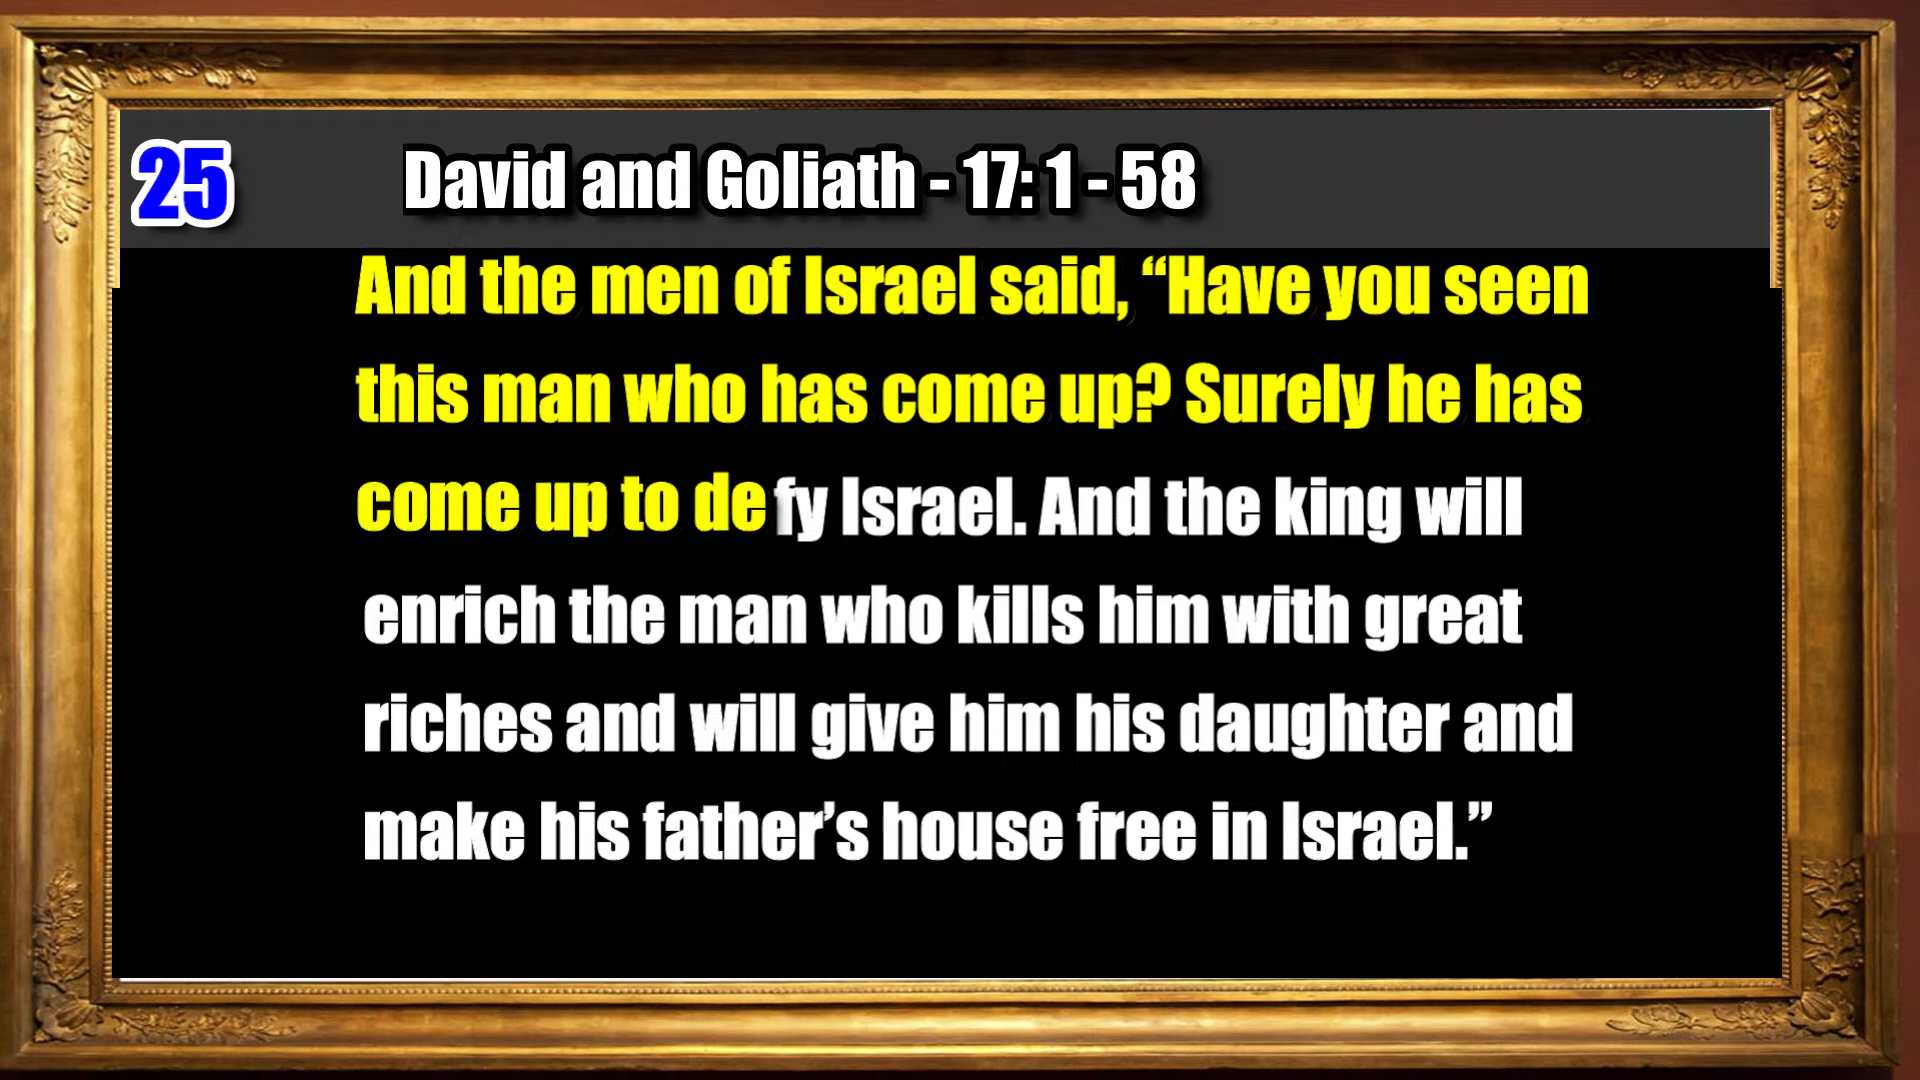 25 David and Goliath - 17: 1 - 58
And the men of Israel said, “Have you seen
this man who has come up? Surely he has
come up to defy Israel. And the king will
enrich the man who kills him with great
riches and will give him his daughter and
make his father’s house free in Israel.”